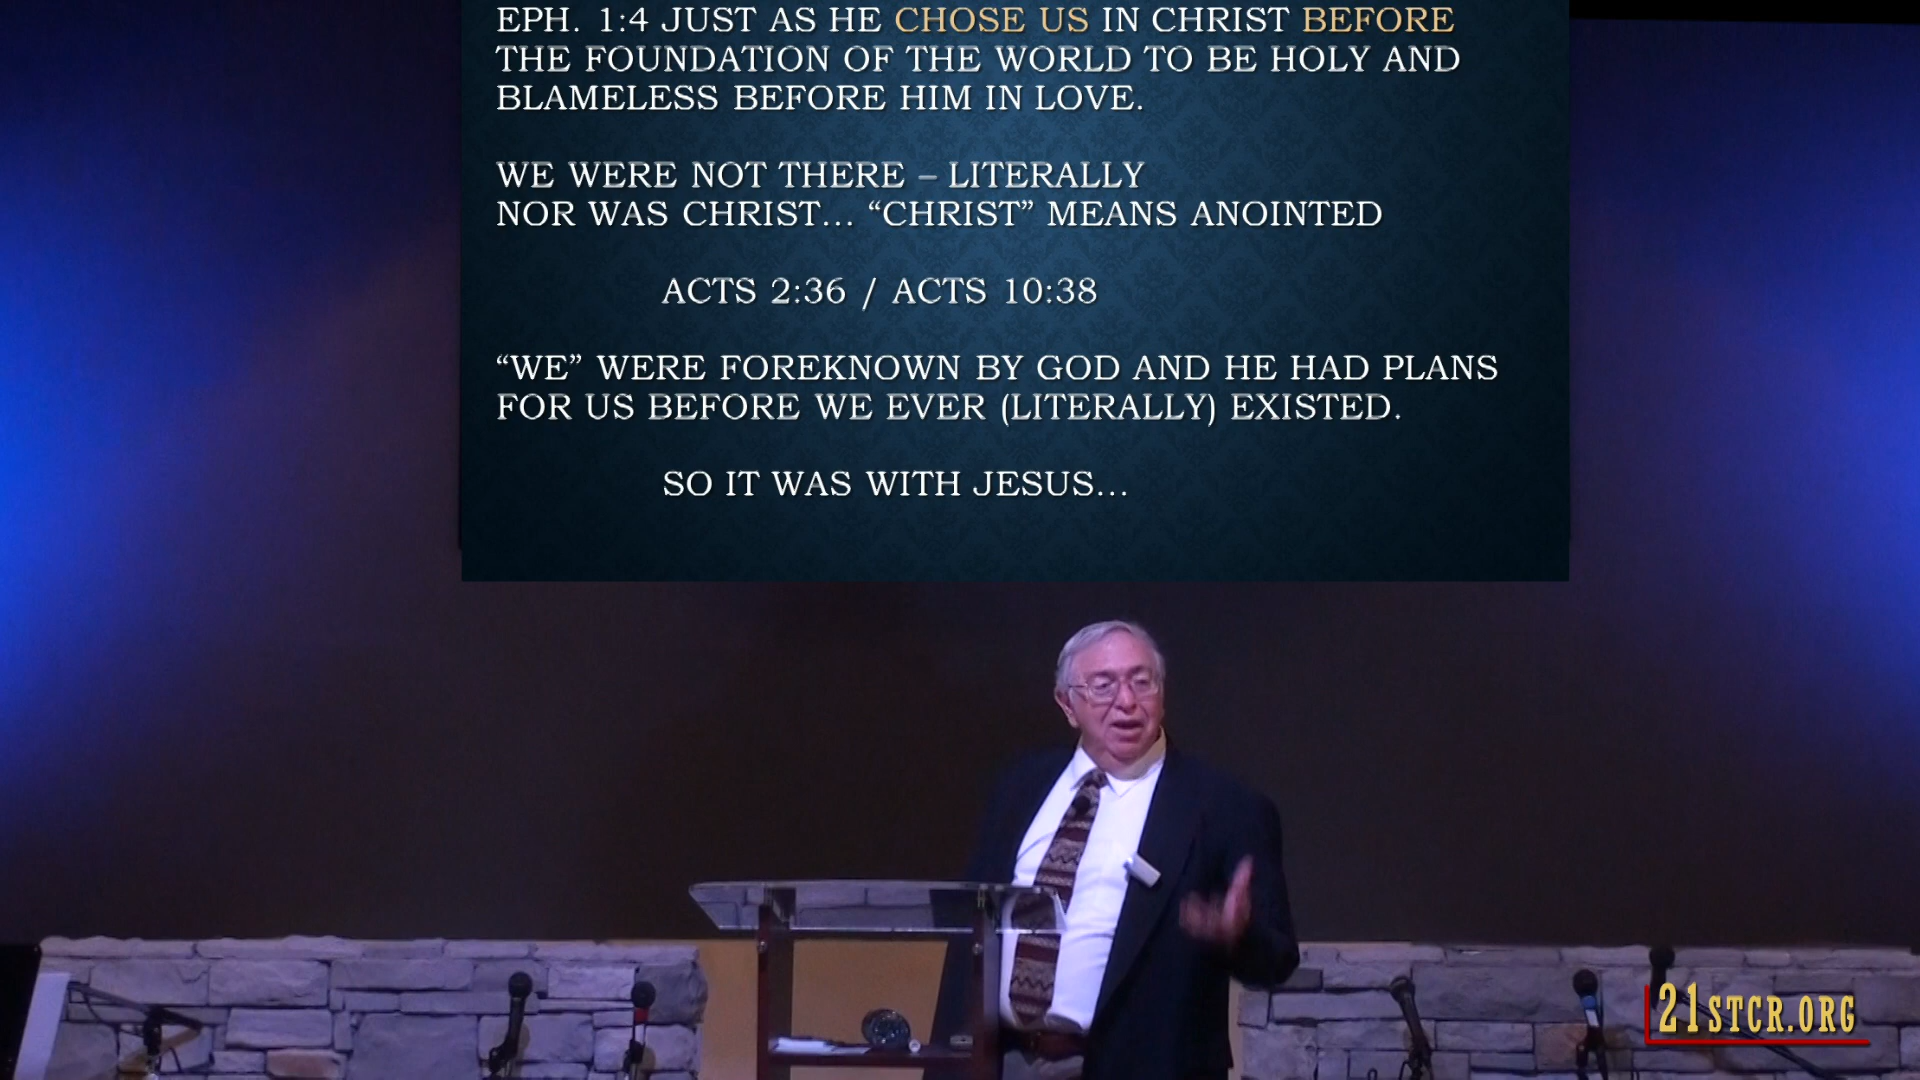 EPH. 1:4 JUST AS HE CHOSE US IN CHRIST BEFORE
THE FOUNDATION OF THE WORLD TO BE HOLY AND
BLAMELESS BEFORE HIM IN LOVE.
WE WERE NOT THERE – LITERALLY
NOR WAS CHRIST... “CHRIST” MEANS ANOINTED
ACTS 2:36 / ACTS 10:38
“WE” WERE FOREKNOWN BY GOD AND HE HAD PLANS
FOR US BEFORE WE EVER (LITERALLY) EXISTED.
SO IT WAS WITH JESUS...
21STCR.ORG